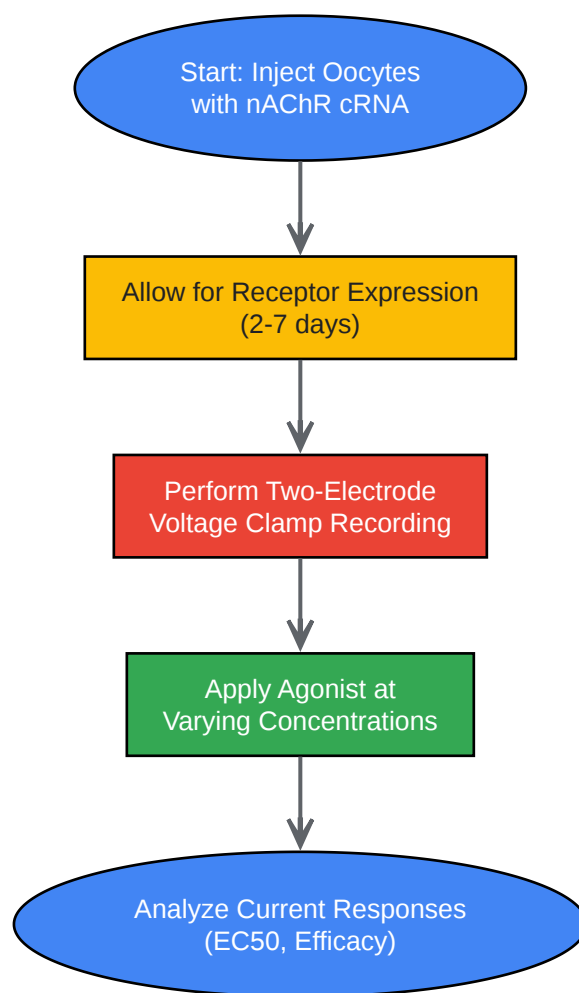 Start: Inject Oocytes
with nAChR cRNA
Allow for Receptor Expression
(2-7 days)
Perform Two-Electrode
Voltage Clamp Recording
Apply Agonist at
Varying Concentrations
Analyze Current Responses
(EC50, Efficacy)